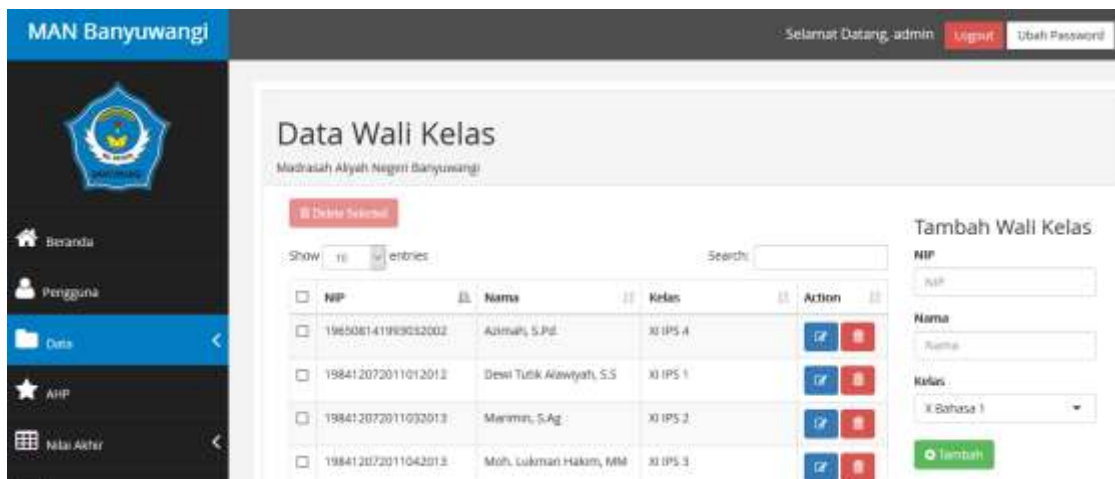 MAN Banyuwangi
Selamat Datang, admin Logout Ubah Password
Data Wali Kelas
Madrasah Aliyah Negeri Banyuwangi
Delete Selected
Show 10 entries
Search:
NIP Nama Kelas Action
196508141993032002 Azimah, S.Pd. XI IPS 4
198412072011012012 Dewi Tutik Alawiyah, S.S XI IPS 1
198412072011032013 Marimin, S.Ag XI IPS 2
198412072011042013 Moh. Lukman Hakim, MM XI IPS 3
Tambah Wali Kelas
NIP
NIP
Nama
Nama
Kelas
X Bahasa 1
Tambah
Beranda
Pengguna
Data
AHP
Nilai Akhir